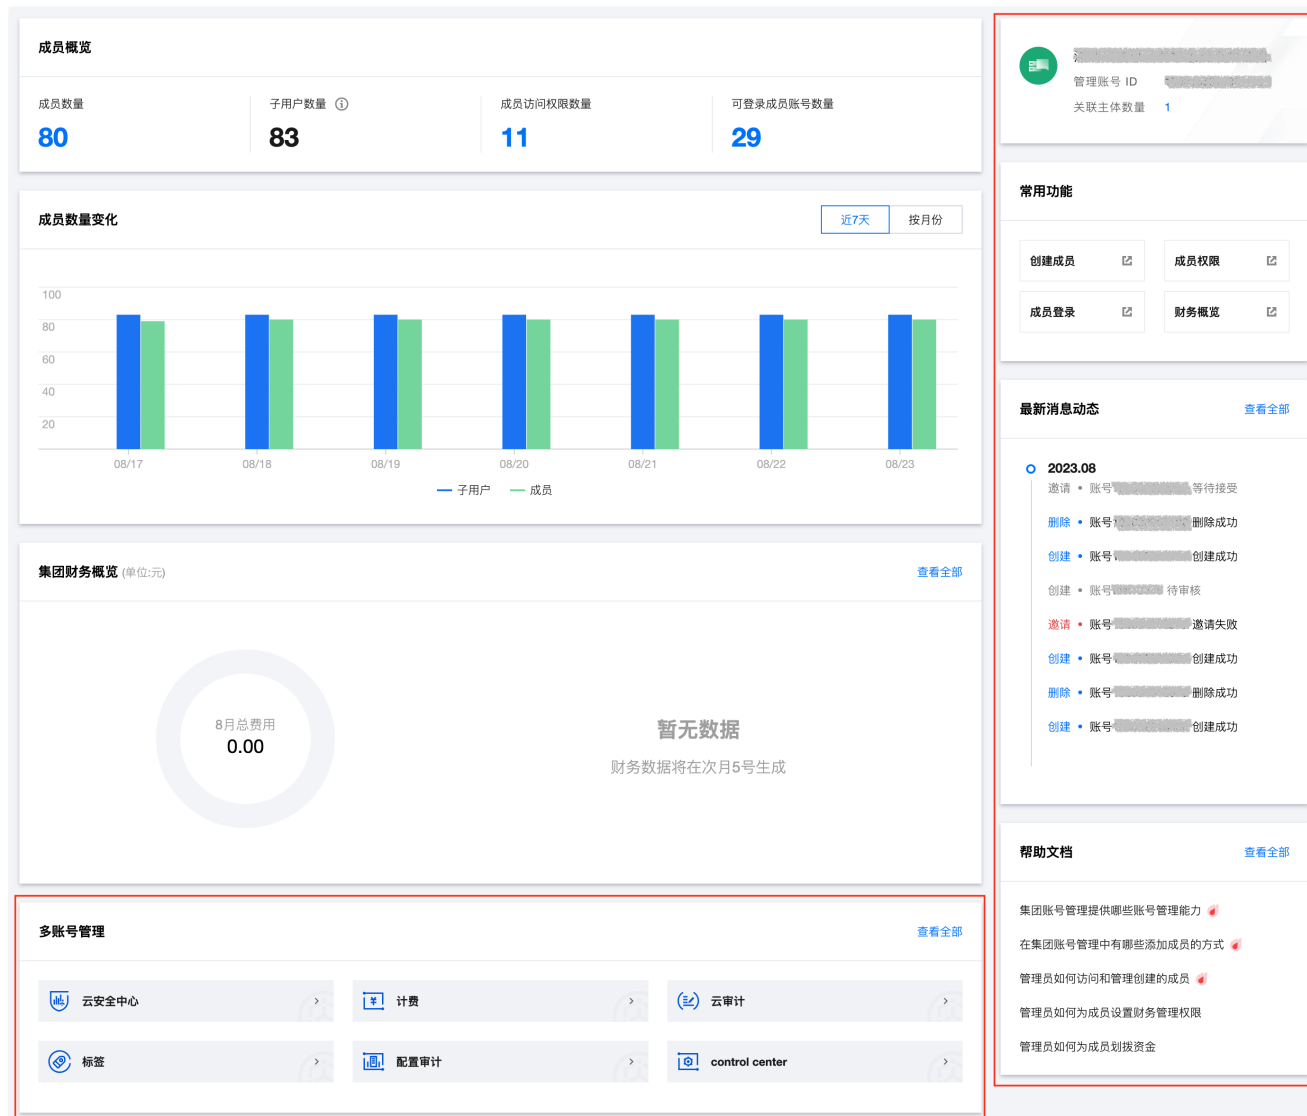 成员概览
成员数量
80
子用户数量
83
成员访问权限数量
11
可登录成员账号数量
29
成员数量变化
近7天 按月份
100
80
60
40
20
08/17 08/18 08/19 08/20 08/21 08/22 08/23
子用户 成员
集团财务概览 (单位:元) 查看全部
8月总费用
0.00
暂无数据
财务数据将在次月5号生成
多账号管理 查看全部
云安全中心 计费 云审计
标签 配置审计 control center
管理账号 ID
关联主体数量 1
常用功能
创建成员 成员权限
成员登录 财务概览
最新消息动态 查看全部
2023.08
邀请 • 账号 等待接受
删除 • 账号 删除成功
创建 • 账号 创建成功
创建 • 账号 待审核
邀请 • 账号 邀请失败
创建 • 账号 创建成功
删除 • 账号 删除成功
创建 • 账号 创建成功
帮助文档 查看全部
集团账号管理提供哪些账号管理能力
在集团账号管理中有哪些添加成员的方式
管理员如何访问和管理创建的成员
管理员如何为成员设置财务管理权限
管理员如何为成员划拨资金